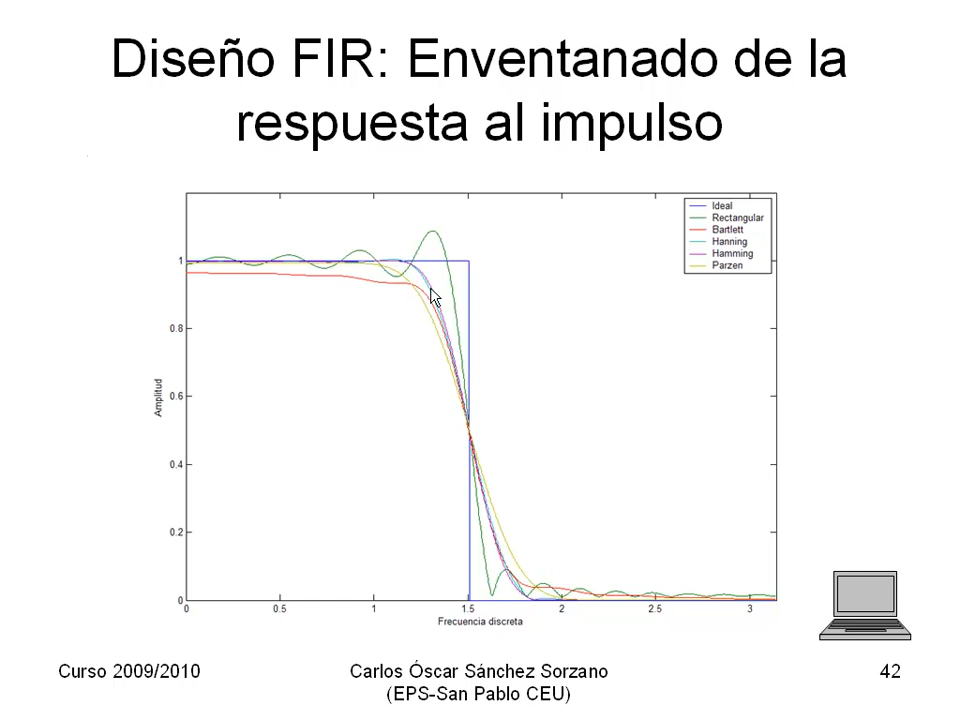 Diseño FIR: Enventanado de la
respuesta al impulso
Ideal
Rectangular
Bartlett
Hanning
Hamming
Parzen
1
0.8
0.6
0.4
0.2
0
Amplitud
0 0.5 1 1.5 2 2.5 3
Frecuencia discreta
Curso 2009/2010
Carlos Óscar Sánchez Sorzano
(EPS-San Pablo CEU)
42